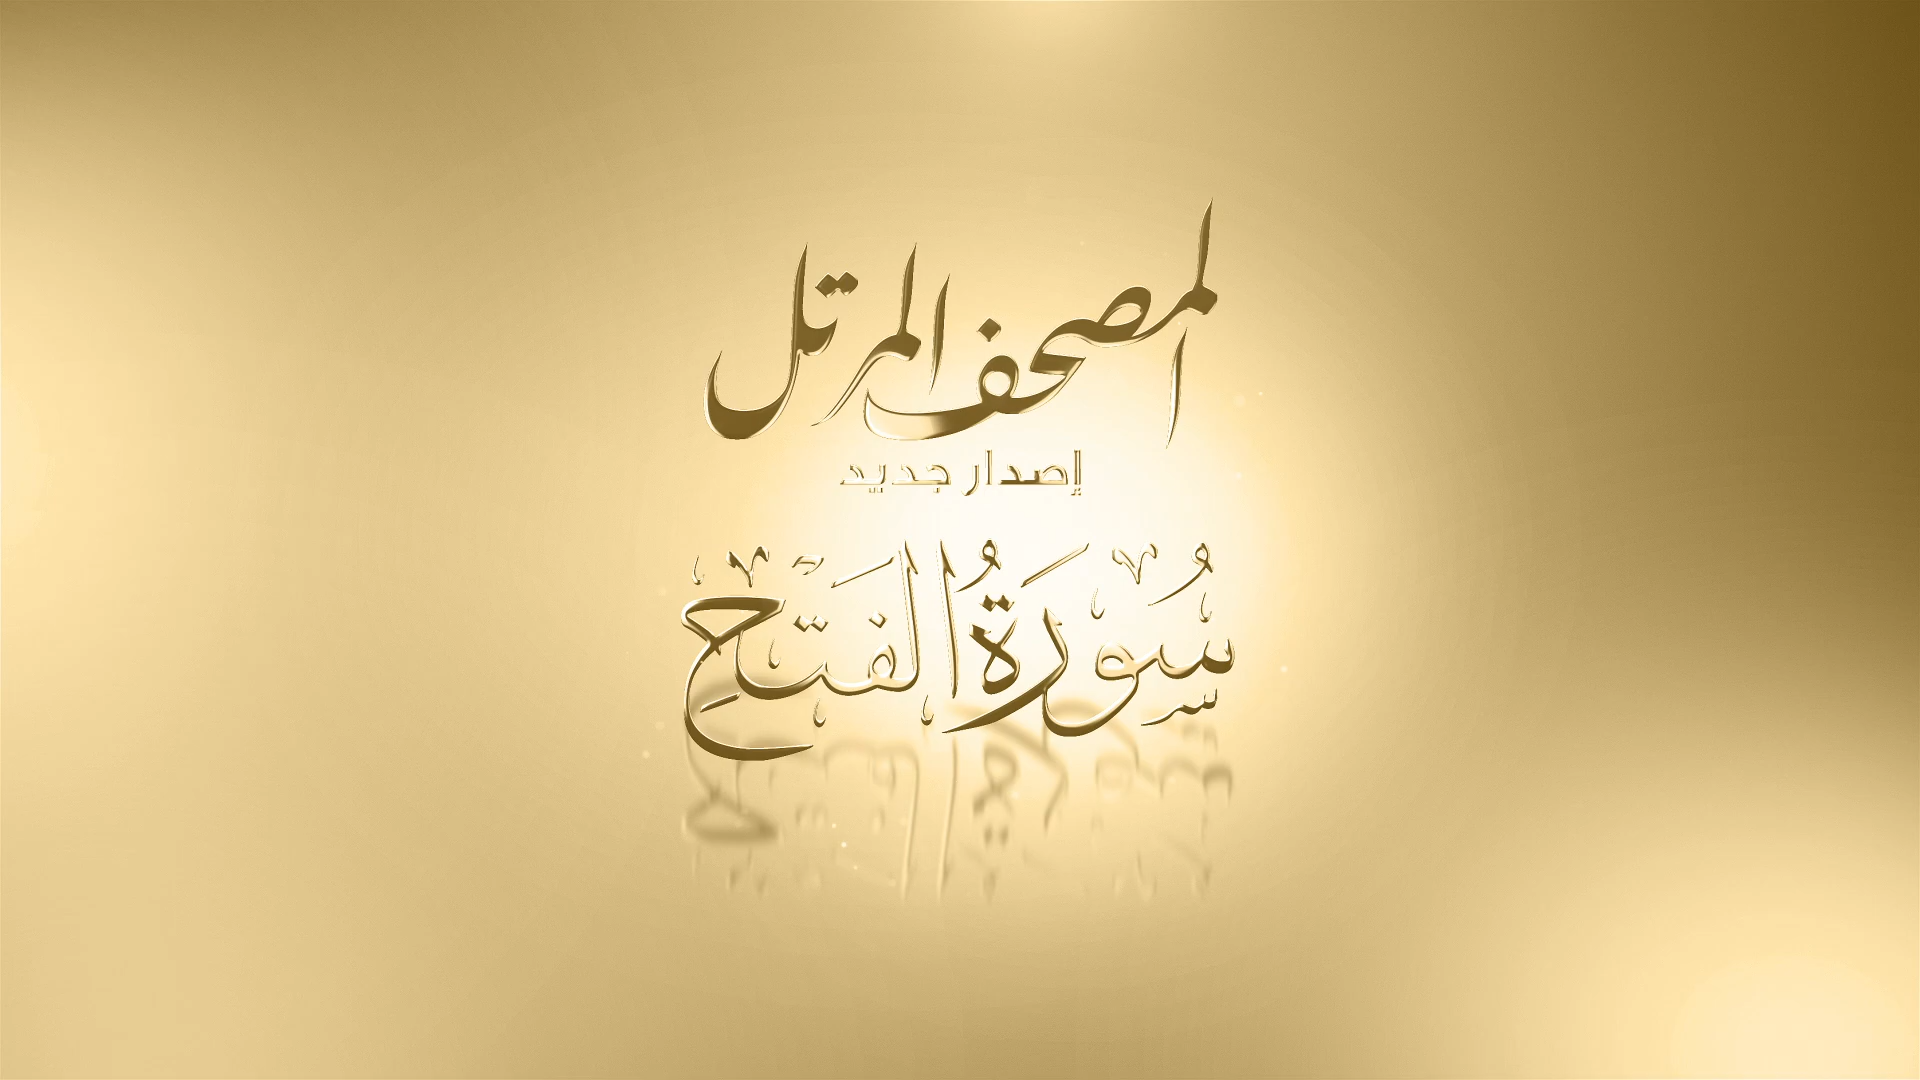 المصحف المرتل
إصدار جديد
سُورَةُ الفَتْحِ